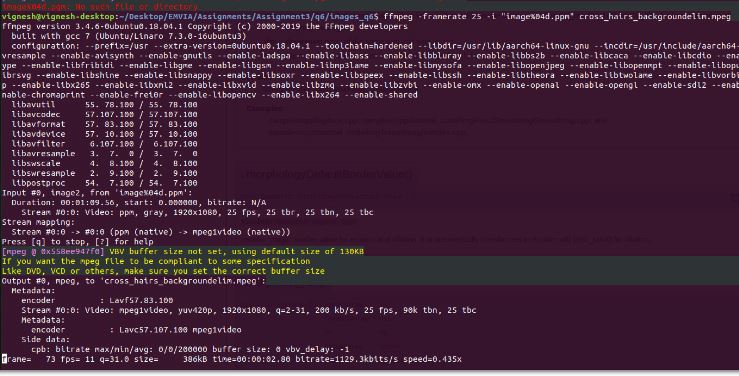 image%04d.pgm: No such file or directory
vignesh@vignesh-desktop:~/Desktop/EMVIA/Assignments/Assignment3/q6/inages_q6$ ffmpeg -framerate 25 -i "image%04d.ppm" cross_hairs_backgroundelim.mpeg
ffmpeg version 3.4.6-0ubuntu0.18.04.1 Copyright (c) 2000-2019 the FFmpeg developers
built with gcc 7 (Ubuntu/Linaro 7.3.0-16ubuntu3)
configuration: --prefix=/usr --extra-version=0ubuntu0.18.04.1 --toolchain=hardened --libdir=/usr/lib/aarch64-linux-gnu --incdir=/usr/include/aarch64-
vresample --enable-avisynth --enable-gnutls --enable-ladspa --enable-libass --enable-libbluray --enable-libbs2b --enable-libcaca --enable-libcdio --ena
ype --enable-libfribidi --enable-libgme --enable-libgsm --enable-libmp3lame --enable-libmysofa --enable-libopenjpeg --enable-libopenmpt --enable-libopu
ibrsvg --enable-libshine --enable-libsnappy --enable-libsoxr --enable-libspeex --enable-libssh --enable-libtheora --enable-libtwolame --enable-libvorbi
p --enable-libx265 --enable-libxml2 --enable-libxvid --enable-libzmq --enable-libzvbi --enable-omx --enable-openal --enable-opengl --enable-sdl2 --ena
nable-chromaprint --enable-frei0r --enable-libopencv --enable-libx264 --enable-shared
libavutil 55. 78.100 / 55. 78.100
libavcodec 57.107.100 / 57.107.100
libavformat 57. 83.100 / 57. 83.100
libavdevice 57. 10.100 / 57. 10.100
libavfilter 6.107.100 / 6.107.100
libavresample 3. 7. 0 / 3. 7. 0
libswscale 4. 8.100 / 4. 8.100
libswresample 2. 9.100 / 2. 9.100
libpostproc 54. 7.100 / 54. 7.100
Input #0, image2, from 'image%04d.ppm':
Duration: 00:01:09.56, start: 0.000000, bitrate: N/A
Stream #0:0: Video: ppm, gray, 1920x1080, 25 fps, 25 tbr, 25 tbn, 25 tbc
Stream mapping:
Stream #0:0 -> #0:0 (ppm (native) -> mpeg1video (native))
Press [q] to stop, [?] for help
[mpeg @ 0x558ee947f0] VBV buffer size not set, using default size of 130KB
If you want the mpeg file to be compliant to some specification
Like DVD, VCD or others, make sure you set the correct buffer size
Output #0, mpeg, to 'cross_hairs_backgroundelim.mpeg':
Metadata:
encoder : Lavf57.83.100
Stream #0:0: Video: mpeg1video, yuv420p, 1920x1080, q=2-31, 200 kb/s, 25 fps, 90k tbn, 25 tbc
Metadata:
encoder : Lavc57.107.100 mpeg1video
Side data:
cpb: bitrate max/min/avg: 0/0/200000 buffer size: 0 vbv_delay: -1
frame= 73 fps= 11 q=31.0 size= 386kB time=00:00:02.80 bitrate=1129.3kbits/s speed=0.435x
Examples:
morphologyDefaultBorderValue()